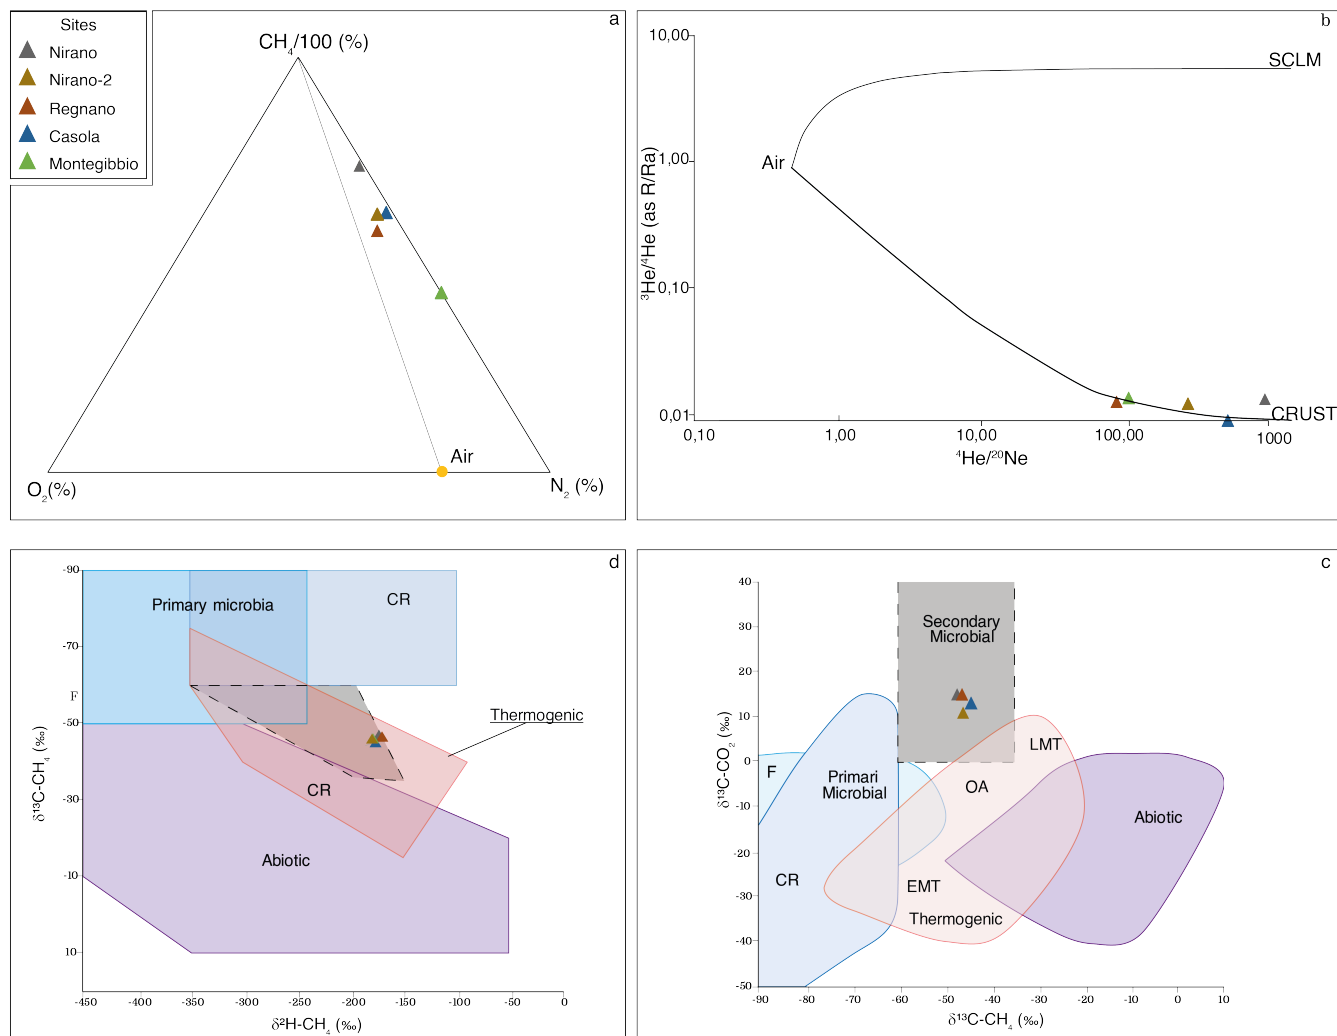 a
Sites
Nirano
Nirano-2
Regnano
Casola
Montegibbio
CH4/100 (%)
Air
O2(%)
N2 (%)
b
10,00
1,00
0,10
0,01
3He/4He (as R/Ra)
SCLM
Air
CRUST
0,10
1,00
10,00
100,00
1000
4He/20Ne
d
-90
-70
F
-50
-30
-10
10
δ13C-CH4 (‰)
Primary microbia
CR
Thermogenic
CR
Abiotic
-450
-350
-300
-250
-200
-150
-100
-50
0
δ²H-CH4 (‰)
c
40
30
20
10
0
-10
-20
-30
-40
-50
δ13C-CO2 (‰)
Secondary
Microbial
LMT
F
Primari
Microbial
OA
Abiotic
CR
EMT
Thermogenic
-90
-80
-70
-60
-50
-40
-30
-20
-10
0
10
δ13C-CH4 (‰)